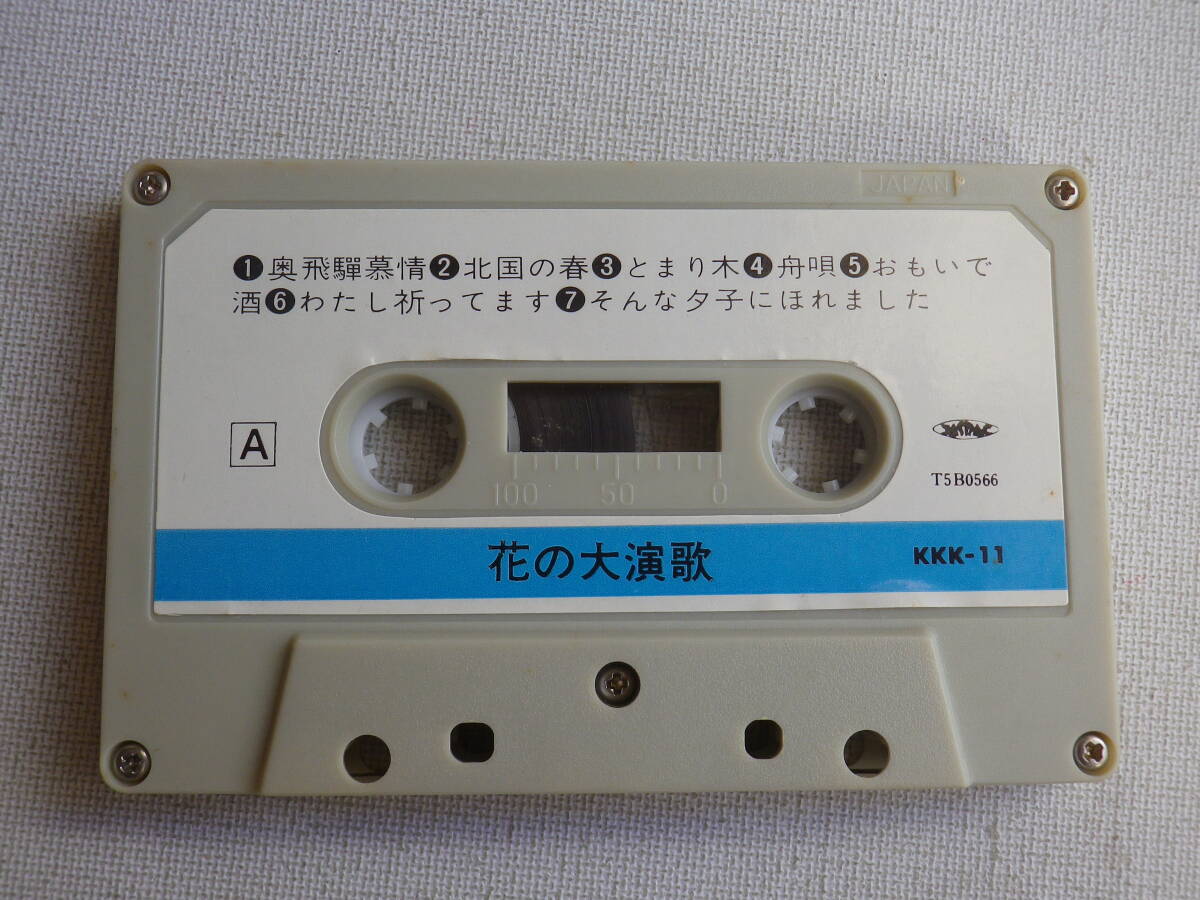 JAPAN
❶奥飛驒慕情❷北国の春❸とまり木❹舟唄❺おもいで
酒❻わたし祈ってます❼そんな夕子にほれました
A
100 50 0
T5B0566
花の大演歌 KKK-11